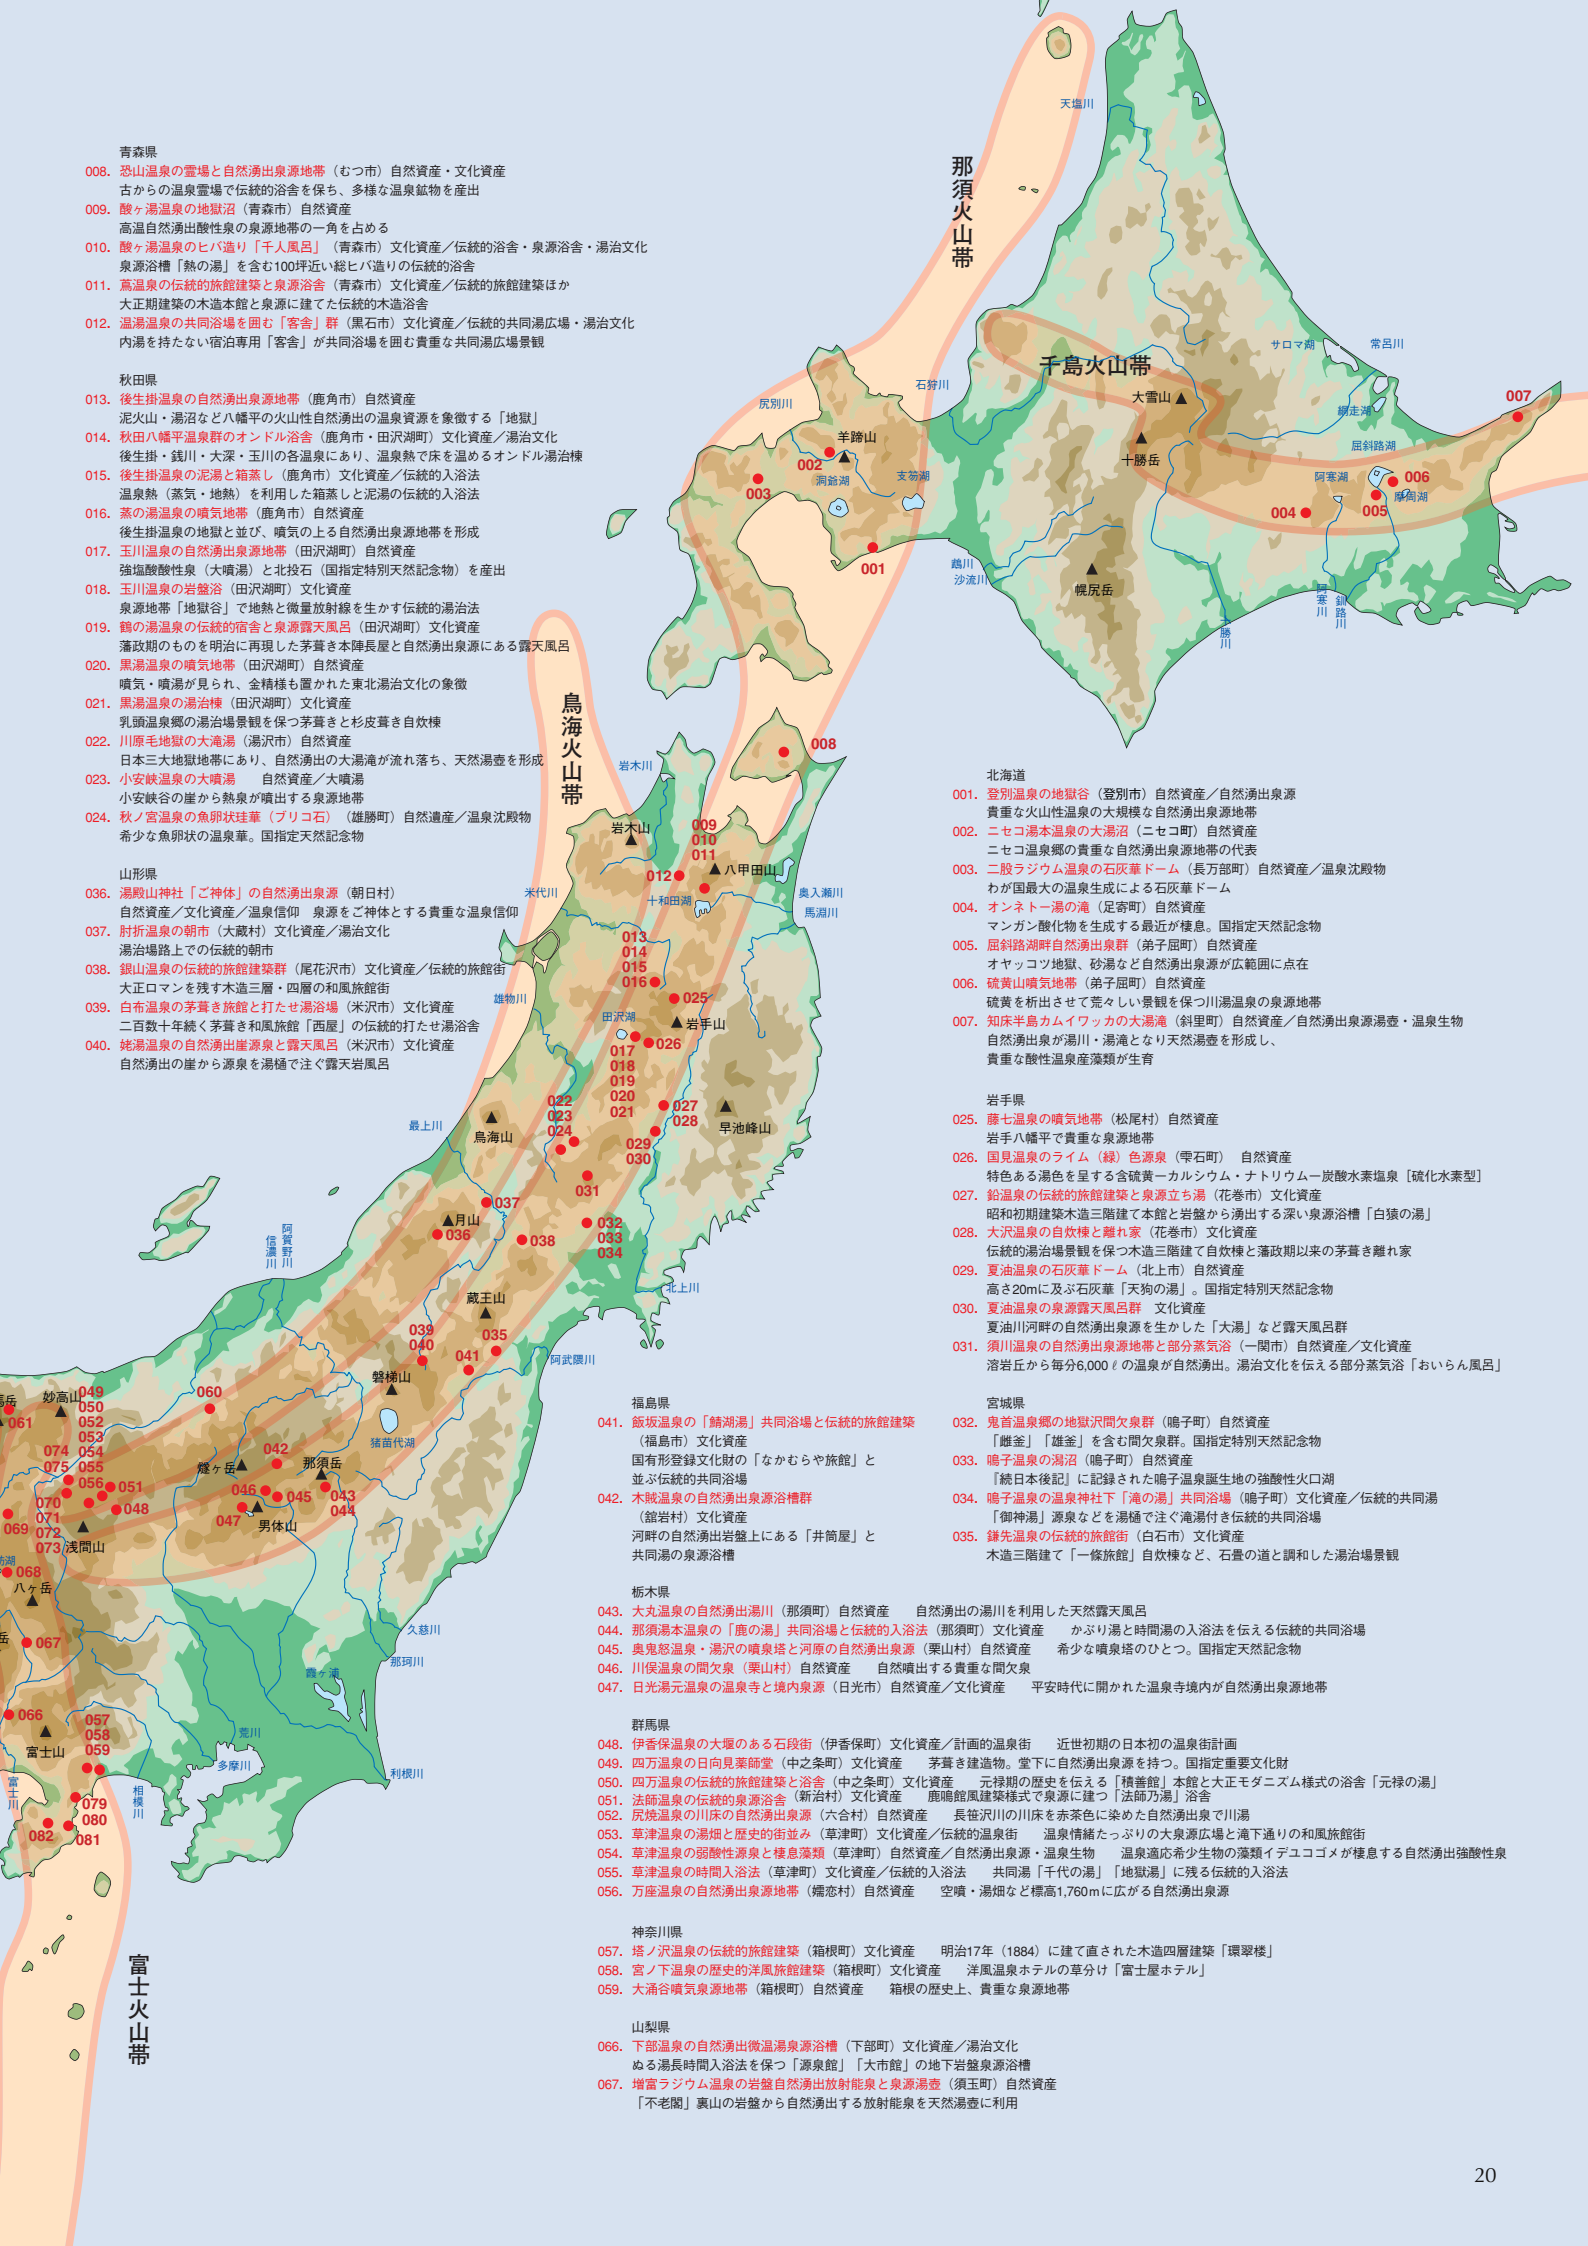 青森県
008．恐山温泉の霊場と自然湧出泉源地帯（むつ市）自然資産・文化資産
古からの温泉霊場で伝統的浴舎を保ち、多様な温泉鉱物を産出
009．酸ヶ湯温泉の地獄沼（青森市）自然資産
高温自然湧出酸性泉の泉源地帯の一角を占める
010．酸ヶ湯温泉のヒバ造り「千人風呂」（青森市）文化資産／伝統的浴舎・泉源浴舎・湯治文化
泉源浴槽「熱の湯」を含む100坪近い総ヒバ造りの伝統的浴舎
011．蔦温泉の伝統的旅館建築と泉源浴舎（青森市）文化資産／伝統的旅館建築ほか
大正期建築の木造本館と泉源に建てた伝統的木造浴舎
012．温湯温泉の共同浴場を囲む「客舎」群（黒石市）文化資産／伝統的共同湯広場・湯治文化
内湯を持たない宿泊専用「客舎」が共同浴場を囲む貴重な共同湯広場景観
秋田県
013．後生掛温泉の自然湧出泉源地帯（鹿角市）自然資産
泥火山・湯沼など八幡平の火山性自然湧出の温泉資源を象徴する「地獄」
014．秋田八幡平温泉群のオンドル浴舎（鹿角市・田沢湖町）文化資産／湯治文化
後生掛・銭川・大深・玉川の各温泉にあり、温泉熱で床を温めるオンドル湯治棟
015．後生掛温泉の泥湯と箱蒸し（鹿角市）文化資産／伝統的入浴法
温泉熱（蒸気・地熱）を利用した箱蒸しと泥湯の伝統的入浴法
016．蒸の湯温泉の噴気地帯（鹿角市）自然資産
後生掛温泉の地獄と並び、噴気の上る自然湧出泉源地帯を形成
017．玉川温泉の自然湧出泉源地帯（田沢湖町）自然資産
強塩酸酸性泉（大噴湯）と北投石（国指定特別天然記念物）を産出
018．玉川温泉の岩盤浴（田沢湖町）文化資産
泉源地帯「地獄谷」で地熱と微量放射線を生かす伝統的湯治法
019．鶴の湯温泉の伝統的宿舎と泉源露天風呂（田沢湖町）文化資産
藩政期のものを明治に再現した茅葺き本陣長屋と自然湧出泉源にある露天風呂
020．黒湯温泉の噴気地帯（田沢湖町）自然資産
噴気・噴湯が見られ、金精様も置かれた東北湯治文化の象徴
021．黒湯温泉の湯治棟（田沢湖町）文化資産
乳頭温泉郷の湯治場景観を保つ茅葺きと杉皮葺き自炊棟
022．川原毛地獄の大滝湯（湯沢市）自然資産
日本三大地獄地帯にあり、自然湧出の大湯滝が流れ落ち、天然湯壺を形成
023．小安峡温泉の大噴湯　自然資産／大噴湯
小安峡谷の崖から熱泉が噴出する泉源地帯
024．秋ノ宮温泉の魚卵状珪華（ブリコ石）（雄勝町）自然遺産／温泉沈殿物
希少な魚卵状の温泉華。国指定天然記念物
山形県
036．湯殿山神社「ご神体」の自然湧出泉源（朝日村）
自然資産／文化資産／温泉信仰　泉源をご神体とする貴重な温泉信仰
037．肘折温泉の朝市（大蔵村）文化資産／湯治文化
湯治場路上での伝統的朝市
038．銀山温泉の伝統的旅館建築群（尾花沢市）文化資産／伝統的旅館街
大正ロマンを残す木造三層・四層の和風旅館街
039．白布温泉の茅葺き旅館と打たせ湯浴場（米沢市）文化資産
二百数十年続く茅葺き和風旅館「西屋」の伝統的打たせ湯浴舎
040．姥湯温泉の自然湧出崖源泉と露天風呂（米沢市）文化資産
自然湧出の崖から源泉を湯樋で注ぐ露天岩風呂
北海道
001．登別温泉の地獄谷（登別市）自然資産／自然湧出泉源
貴重な火山性温泉の大規模な自然湧出泉源地帯
002．ニセコ湯本温泉の大湯沼（ニセコ町）自然資産
ニセコ温泉郷の貴重な自然湧出泉源地帯の代表
003．二股ラジウム温泉の石灰華ドーム（長万部町）自然資産／温泉沈殿物
わが国最大の温泉生成による石灰華ドーム
004．オンネトー湯の滝（足寄町）自然資産
マンガン酸化物を生成する最近が棲息。国指定天然記念物
005．屈斜路湖畔自然湧出泉群（弟子屈町）自然資産
オヤッコツ地獄、砂湯など自然湧出泉源が広範囲に点在
006．硫黄山噴気地帯（弟子屈町）自然資産
硫黄を析出させて荒々しい景観を保つ川湯温泉の泉源地帯
007．知床半島カムイワッカの大湯滝（斜里町）自然資産／自然湧出泉源湯壺・温泉生物
自然湧出泉が湯川・湯滝となり天然湯壺を形成し、
貴重な酸性温泉産藻類が生育
岩手県
025．藤七温泉の噴気地帯（松尾村）自然資産
岩手八幡平で貴重な泉源地帯
026．国見温泉のライム（緑）色源泉（雫石町）　自然資産
特色ある湯色を呈する含硫黄ーカルシウム・ナトリウムー炭酸水素塩泉［硫化水素型］
027．鉛温泉の伝統的旅館建築と泉源立ち湯（花巻市）文化資産
昭和初期建築木造三階建て本館と岩盤から湧出する深い泉源浴槽「白猿の湯」
028．大沢温泉の自炊棟と離れ家（花巻市）文化資産
伝統的湯治場景観を保つ木造三階建て自炊棟と藩政期以来の茅葺き離れ家
029．夏油温泉の石灰華ドーム（北上市）自然資産
高さ20mに及ぶ石灰華「天狗の湯」。国指定特別天然記念物
030．夏油温泉の泉源露天風呂群　文化資産
夏油川河畔の自然湧出泉源を生かした「大湯」など露天風呂群
031．須川温泉の自然湧出泉源地帯と部分蒸気浴（一関市）自然資産／文化資産
溶岩丘から毎分6,000ℓの温泉が自然湧出。湯治文化を伝える部分蒸気浴「おいらん風呂」
宮城県
032．鬼首温泉郷の地獄沢間欠泉群（鳴子町）自然資産
「雌釜」「雄釜」を含む間欠泉群。国指定特別天然記念物
033．鳴子温泉の潟沼（鳴子町）自然資産
『続日本後記』に記録された鳴子温泉誕生地の強酸性火口湖
034．鳴子温泉の温泉神社下「滝の湯」共同浴場（鳴子町）文化資産／伝統的共同湯
「御神湯」源泉などを湯樋で注ぐ滝湯付き伝統的共同浴場
035．鎌先温泉の伝統的旅館街（白石市）文化資産
木造三階建て「一條旅館」自炊棟など、石畳の道と調和した湯治場景観
福島県
041．飯坂温泉の「鯖湖湯」共同浴場と伝統的旅館建築
（福島市）文化資産
国有形登録文化財の「なかむらや旅館」と
並ぶ伝統的共同浴場
042．木賊温泉の自然湧出泉源浴槽群
（舘岩村）文化資産
河畔の自然湧出岩盤上にある「井筒屋」と
共同湯の泉源浴槽
栃木県
043．大丸温泉の自然湧出湯川（那須町）自然資産　自然湧出の湯川を利用した天然露天風呂
044．那須湯本温泉の「鹿の湯」共同浴場と伝統的入浴法（那須町）文化資産　かぶり湯と時間湯の入浴法を伝える伝統的共同浴場
045．奥鬼怒温泉・湯沢の噴泉塔と河原の自然湧出泉源（栗山村）自然資産　希少な噴泉塔のひとつ。国指定天然記念物
046．川俣温泉の間欠泉（栗山村）自然資産　自然噴出する貴重な間欠泉
047．日光湯元温泉の温泉寺と境内泉源（日光市）自然資産／文化資産　平安時代に開かれた温泉寺境内が自然湧出泉源地帯
群馬県
048．伊香保温泉の大堰のある石段街（伊香保町）文化資産／計画的温泉街　近世初期の日本初の温泉街計画
049．四万温泉の日向見薬師堂（中之条町）文化資産　茅葺き建造物。堂下に自然湧出泉源を持つ。国指定重要文化財
050．四万温泉の伝統的旅館建築と浴舎（中之条町）文化資産　元禄期の歴史を伝える「積善館」本館と大正モダニズム様式の浴舎「元禄の湯」
051．法師温泉の伝統的泉源浴舎（新治村）文化資産　鹿鳴館風建築様式で泉源に建つ「法師乃湯」浴舎
052．尻焼温泉の川床の自然湧出泉源（六合村）自然資産　長笹沢川の川床を赤茶色に染めた自然湧出泉で川湯
053．草津温泉の湯畑と歴史的街並み（草津町）文化資産／伝統的温泉街　温泉情緒たっぷりの大泉源広場と滝下通りの和風旅館街
054．草津温泉の弱酸性源泉と棲息藻類（草津町）自然資産／自然湧出泉源・温泉生物　温泉適応希少生物の藻類イデユコゴメが棲息する自然湧出強酸性泉
055．草津温泉の時間入浴法（草津町）文化資産／伝統的入浴法　共同湯「千代の湯」「地獄湯」に残る伝統的入浴法
056．万座温泉の自然湧出泉源地帯（嬬恋村）自然資産　空噴・湯畑など標高1,760mに広がる自然湧出泉源
神奈川県
057．塔ノ沢温泉の伝統的旅館建築（箱根町）文化資産　明治17年（1884）に建て直された木造四層建築「環翠楼」
058．宮ノ下温泉の歴史的洋風旅館建築（箱根町）文化資産　洋風温泉ホテルの草分け「富士屋ホテル」
059．大涌谷噴気泉源地帯（箱根町）自然資産　箱根の歴史上、貴重な泉源地帯
山梨県
066．下部温泉の自然湧出微温湯泉源浴槽（下部町）文化資産／湯治文化
ぬる湯長時間入浴法を保つ「源泉館」「大市館」の地下岩盤泉源浴槽
067．増富ラジウム温泉の岩盤自然湧出放射能泉と泉源湯壺（須玉町）自然資産
「不老閣」裏山の岩盤から自然湧出する放射能泉を天然湯壺に利用
那須火山帯
千島火山帯
鳥海火山帯
富士火山帯
天塩川
サロマ湖
常呂川
石狩川
尻別川
大雪山
網走湖
007
十勝岳
屈斜路湖
阿寒湖
006
摩周湖
005
004
羊蹄山
002
003
洞爺湖
支笏湖
001
鵡川
沙流川
幌尻岳
十勝川
阿寒川
釧路川
008
岩木川
岩木山
009
010
011
012
八甲田山
十和田湖
奥入瀬川
馬淵川
米代川
013
014
015
016
025
雄物川
田沢湖
岩手山
026
017
018
019
020
021
022
023
024
027
028
早池峰山
029
030
031
最上川
鳥海山
037
月山
036
038
032
033
034
北上川
蔵王山
阿賀野川
信濃川
039
040
035
041
阿武隈川
磐梯山
猪苗代湖
060
061
妙高山
049
050
052
053
054
055
056
074
075
051
048
070
071
072
073
069
浅間山
068
八ヶ岳
岳
067
燧ヶ岳
042
那須岳
046
045
043
044
047
男体山
久慈川
那珂川
霞ヶ浦
066
富士山
057
058
059
荒川
多摩川
利根川
富士川
相模川
079
080
081
082
20